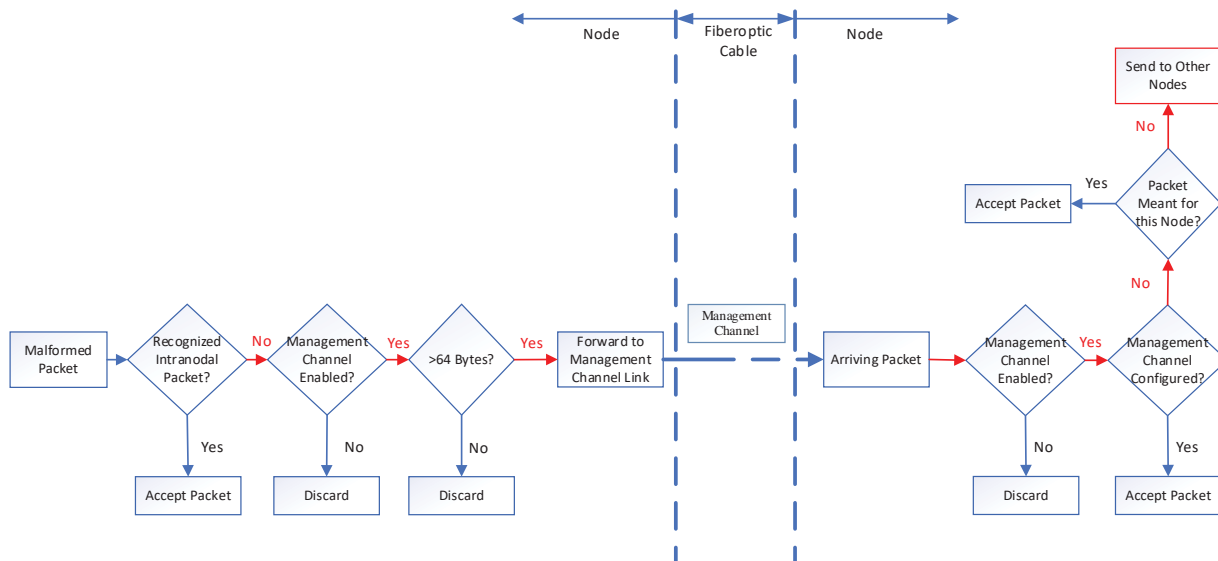 Node
Fiberoptic
Cable
Node
Send to Other
Nodes
No
Packet
Meant for
this Node?
Yes
Accept Packet
No
Malformed
Packet
Recognized
Intranodal
Packet?
No
Management
Channel
Enabled?
Yes
>64 Bytes?
Yes
Forward to
Management
Channel Link
Management
Channel
Arriving Packet
Management
Channel
Enabled?
Yes
Management
Channel
Configured?
Yes
No
No
No
Yes
Accept Packet
Discard
Discard
Discard
Accept Packet